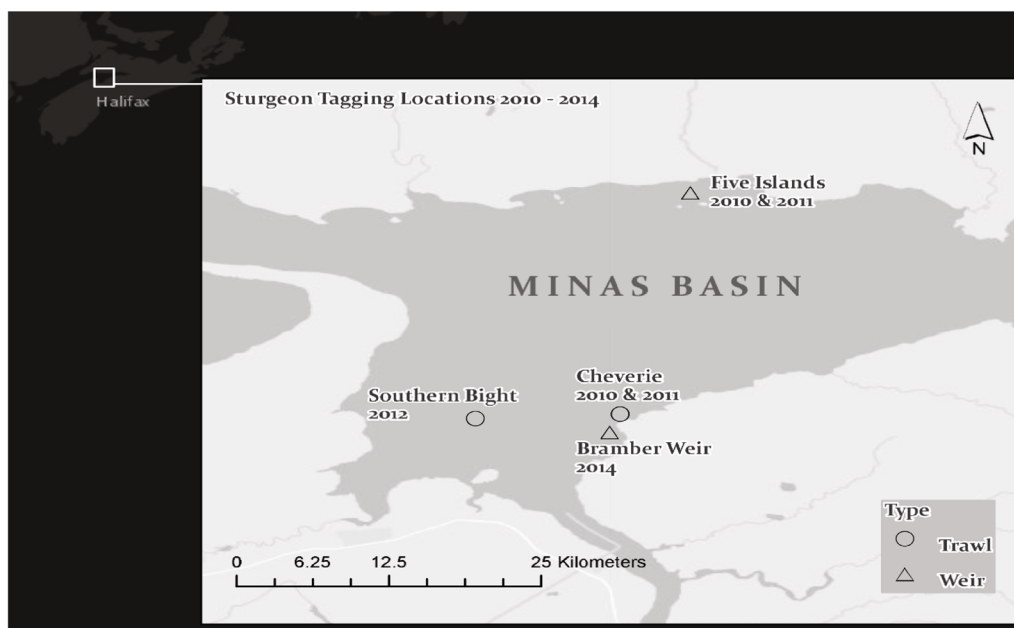 Halifax
Sturgeon Tagging Locations 2010 - 2014
N
Five Islands
2010 & 2011
MINAS BASIN
Cheverie
2010 & 2011
Southern Bight
2012
Bramber Weir
2014
Type
Trawl
Weir
0 6.25 12.5 25 Kilometers